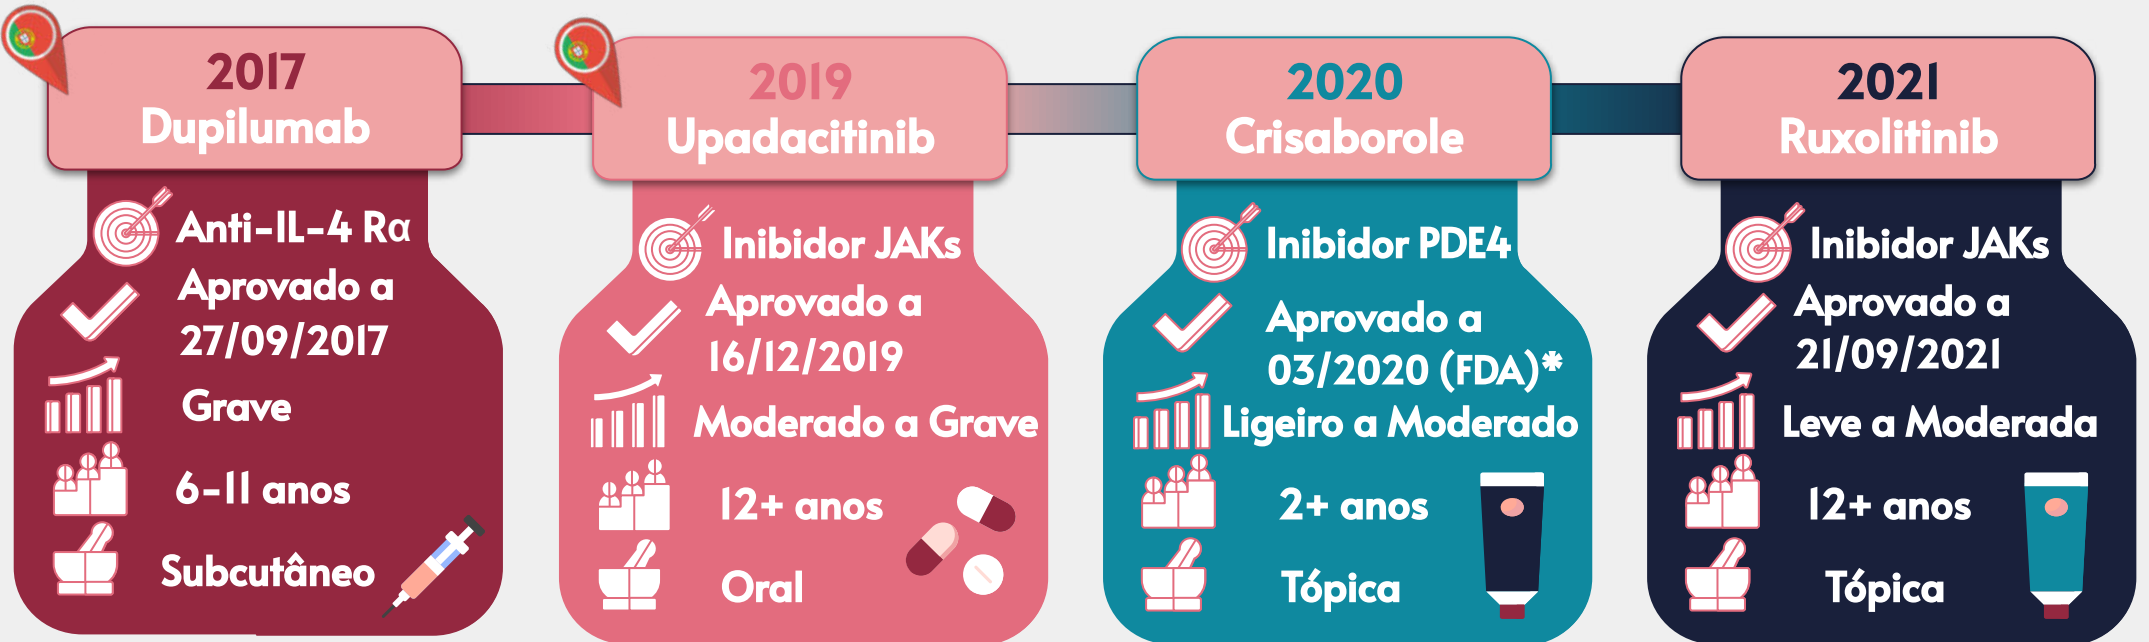 2017
Dupilumab
Anti-IL-4 Rα
Aprovado a
27/09/2017
Grave
6-11 anos
Subcutâneo
2019
Upadacitinib
Inibidor JAKs
Aprovado a
16/12/2019
Moderado a Grave
12+ anos
Oral
2020
Crisaborole
Inibidor PDE4
Aprovado a
03/2020 (FDA)*
Ligeiro a Moderado
2+ anos
Tópica
2021
Ruxolitinib
Inibidor JAKs
Aprovado a
21/09/2021
Leve a Moderada
12+ anos
Tópica